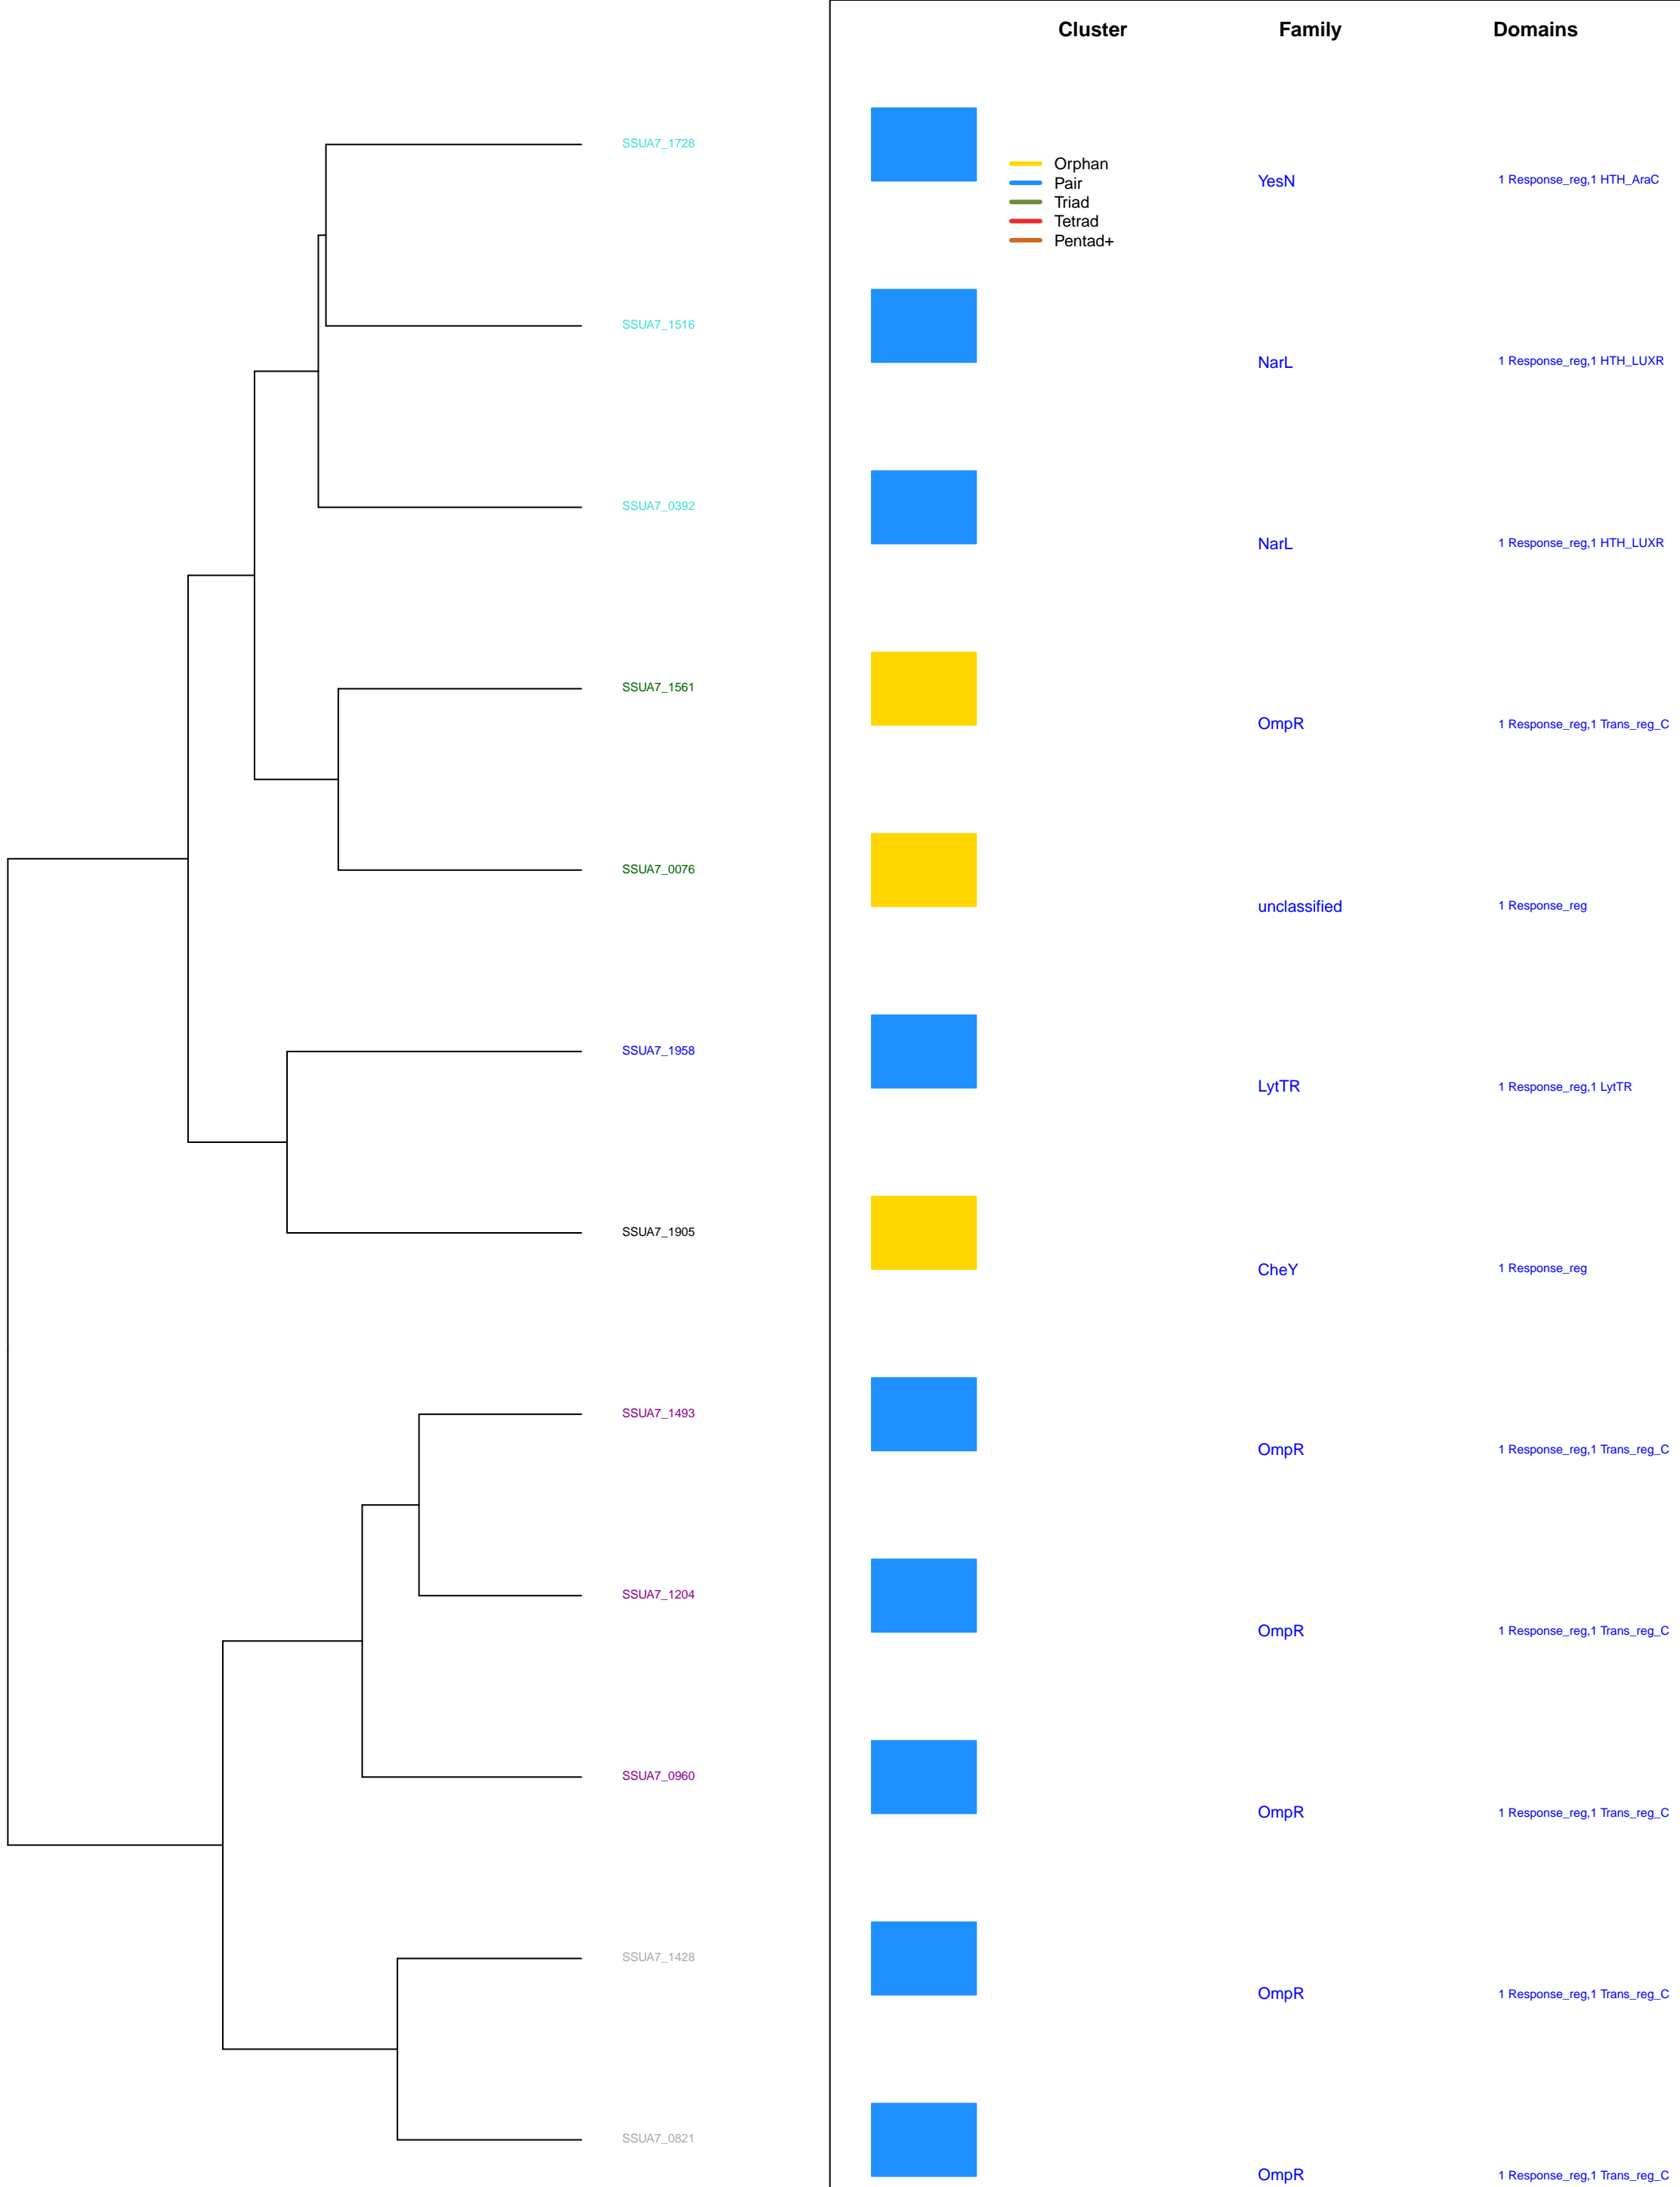 Cluster Family Domains
SSUA7_1728
Orphan
Pair
Triad
Tetrad
Pentad+
YesN 1 Response_reg,1 HTH_AraC
SSUA7_1516
NarL 1 Response_reg,1 HTH_LUXR
SSUA7_0392
NarL 1 Response_reg,1 HTH_LUXR
SSUA7_1561
OmpR 1 Response_reg,1 Trans_reg_C
SSUA7_0076
unclassified 1 Response_reg
SSUA7_1958
LytTR 1 Response_reg,1 LytTR
SSUA7_1905
CheY 1 Response_reg
SSUA7_1493
OmpR 1 Response_reg,1 Trans_reg_C
SSUA7_1204
OmpR 1 Response_reg,1 Trans_reg_C
SSUA7_0960
OmpR 1 Response_reg,1 Trans_reg_C
SSUA7_1428
OmpR 1 Response_reg,1 Trans_reg_C
SSUA7_0821
OmpR 1 Response_reg,1 Trans_reg_C